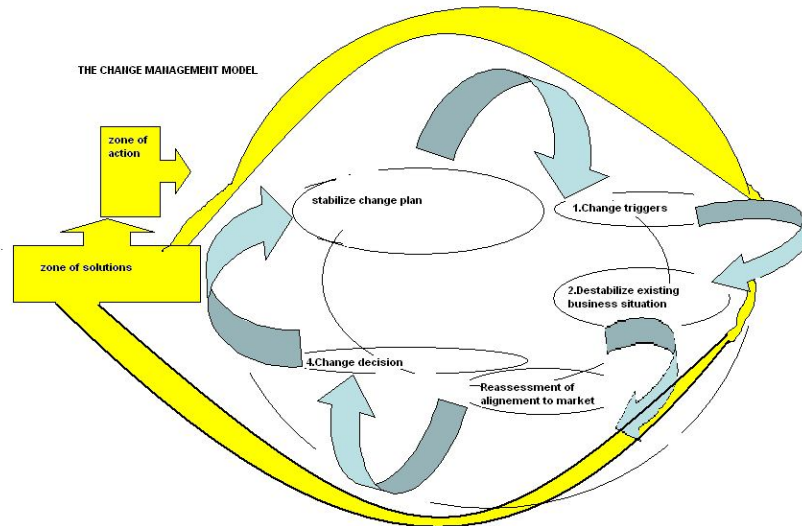 THE CHANGE MANAGEMENT MODEL
zone of
action
zone of solutions
stabilize change plan
1.Change triggers
2.Destabilize existing
business situation
Reassessment of
alignement to market
4.Change decision